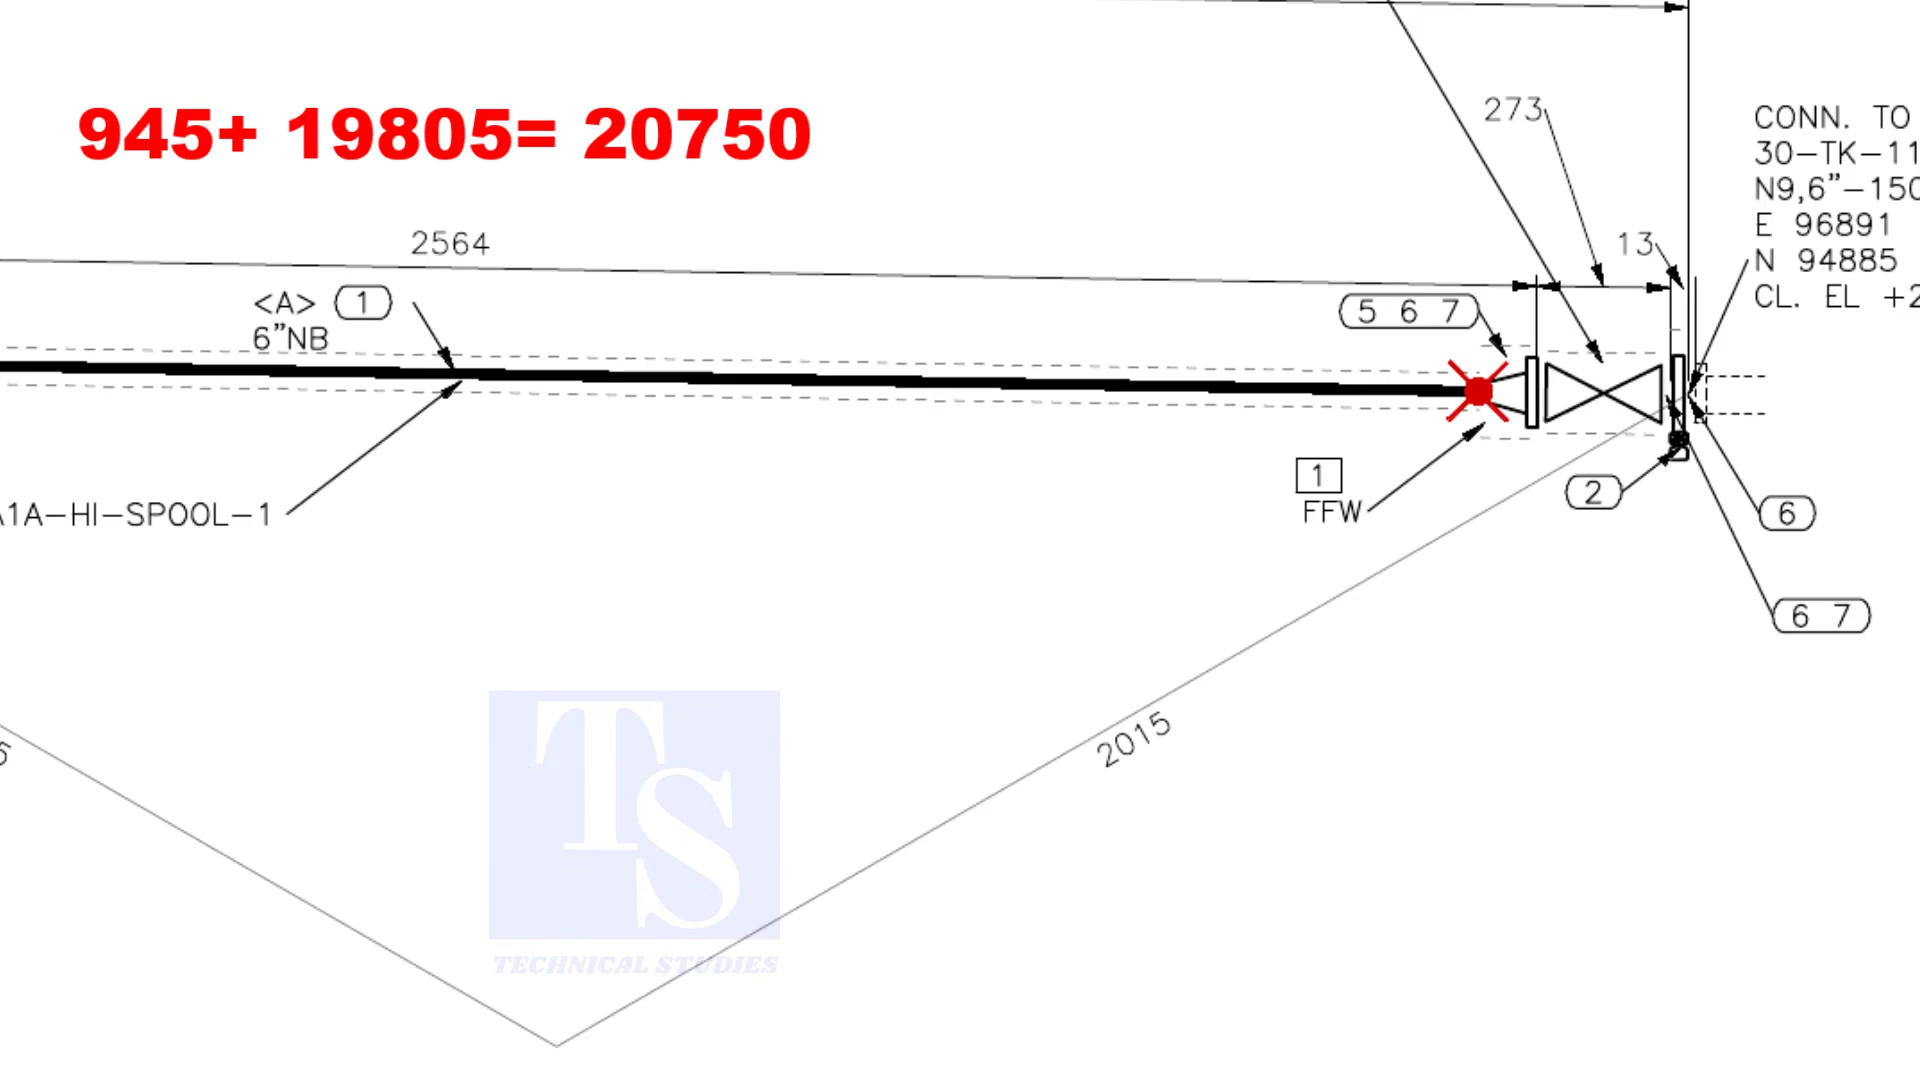 945+ 19805= 20750
273
CONN. TO
30-TK-11
N9,6"-150
E 96891
N 94885
CL. EL +2
13
2564
<A> 1
6"NB
5 6 7
A1A-HI-SPOOL-1
1
FFW
2
6
6 7
2015
TS
TECHNICAL STUDIES